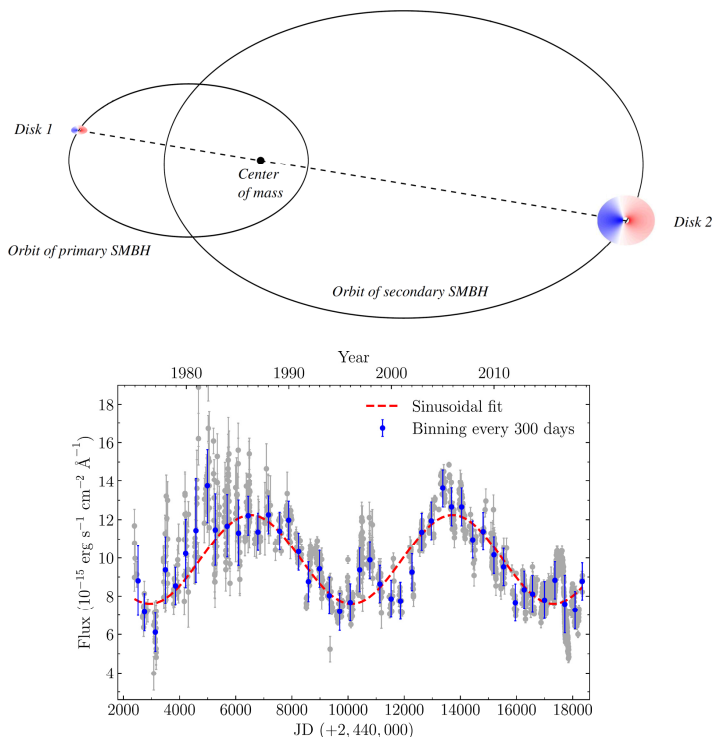 Disk 1
Center
of mass
Disk 2
Orbit of primary SMBH
Orbit of secondary SMBH
Year
1980 1990 2000 2010
Sinusoidal fit
Binning every 300 days
18
16
14
12
10
8
6
4
Flux (10⁻¹⁵ erg s⁻¹ cm⁻² Å⁻¹)
2000 4000 6000 8000 10000 12000 14000 16000 18000
JD (+2, 440, 000)